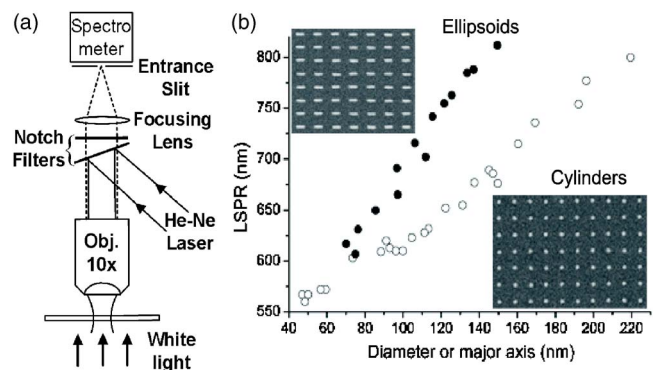 (a)
Spectro
meter
Entrance
Slit
Focusing
Lens
Notch
Filters
He-Ne
Laser
Obj.
10x
White
light
(b)
Ellipsoids
Cylinders
LSPR (nm)
800
750
700
650
600
550
40 60 80 100 120 140 160 180 200 220
Diameter or major axis (nm)